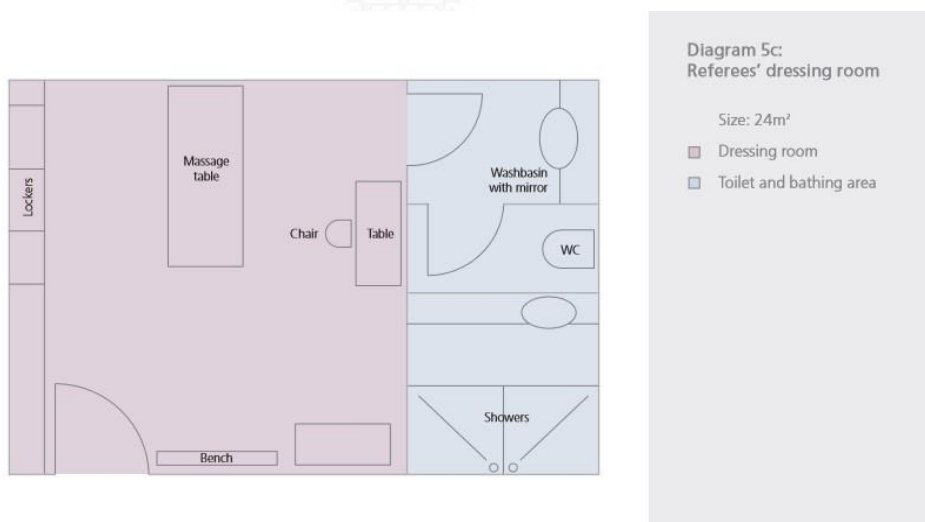 Diagram 5c:
Referees' dressing room
Size: 24m²
Dressing room
Toilet and bathing area
Massage
table
Washbasin
with mirror
Lockers
Chair
Table
WC
Showers
Bench